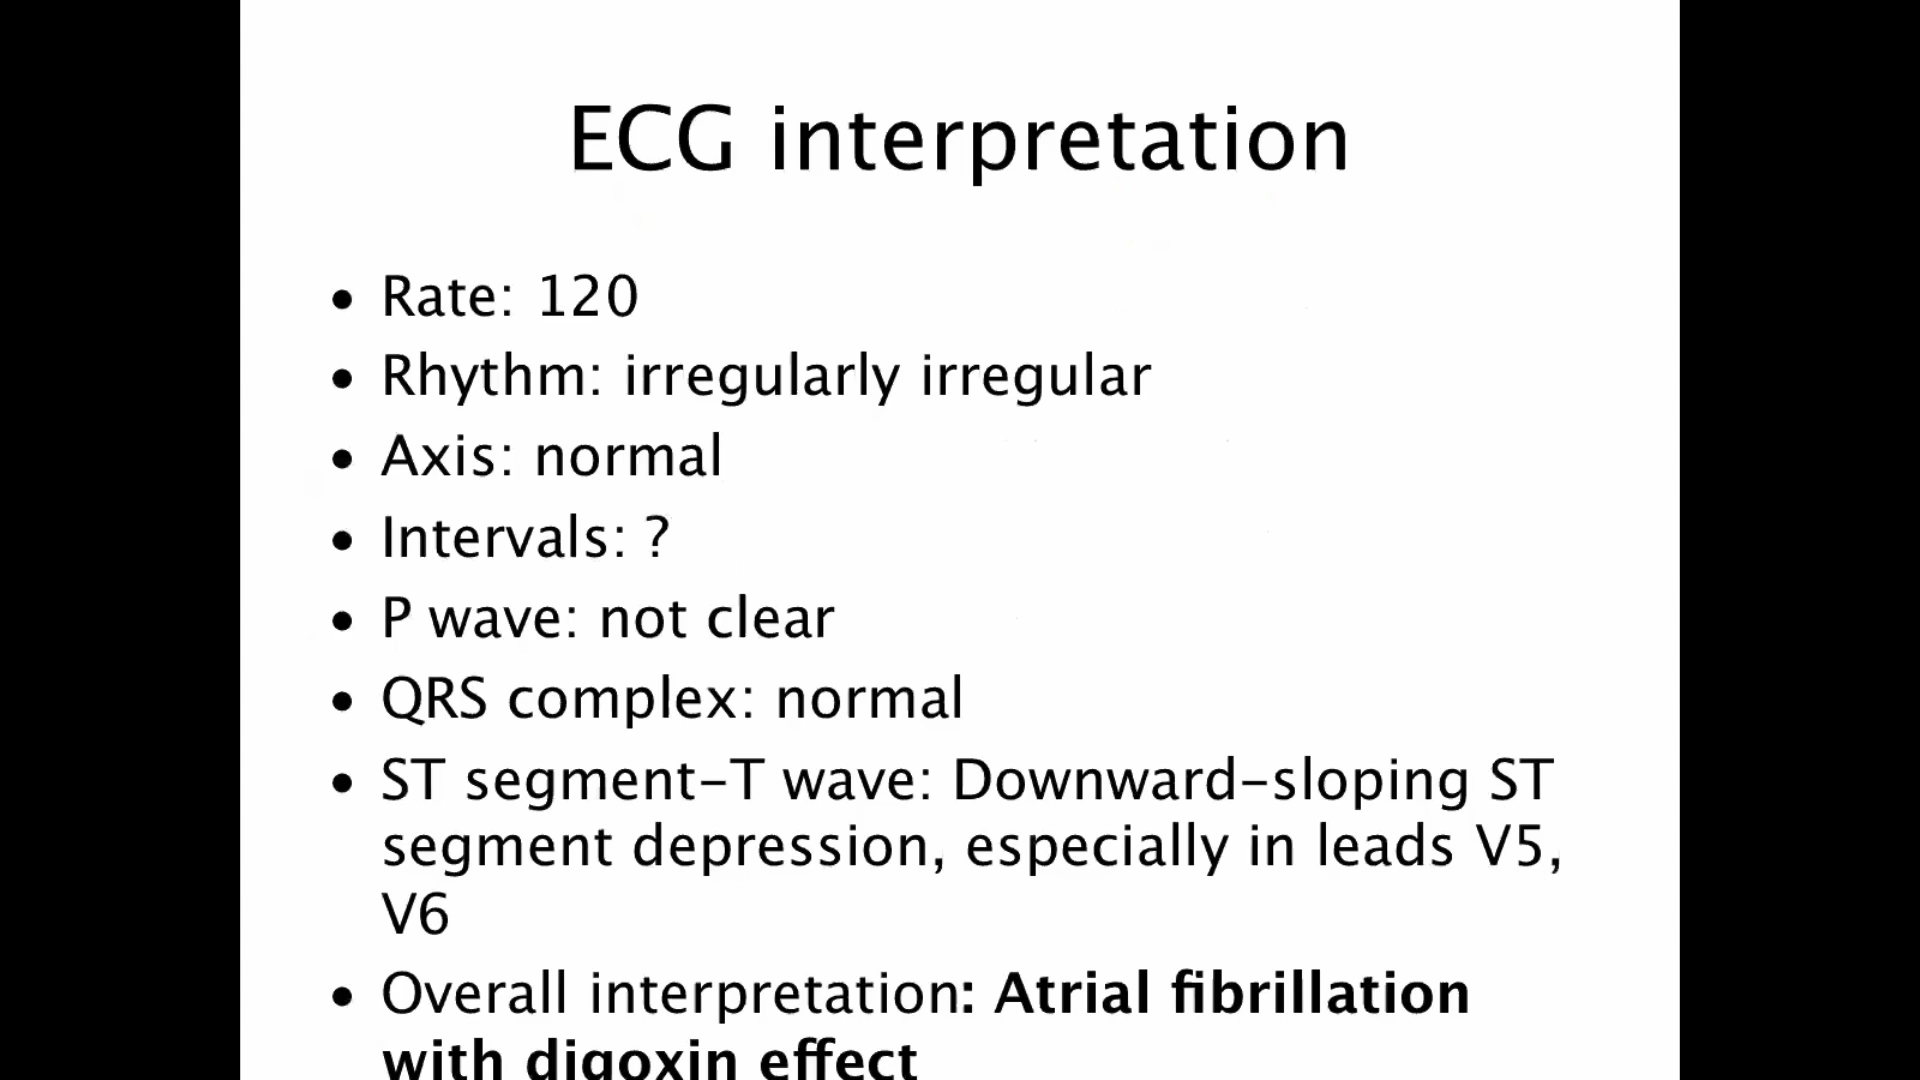 ECG interpretation
• Rate: 120
• Rhythm: irregularly irregular
• Axis: normal
• Intervals: ?
• P wave: not clear
• QRS complex: normal
• ST segment-T wave: Downward-sloping ST
segment depression, especially in leads V5,
V6
• Overall interpretation: Atrial fibrillation
with digoxin effect